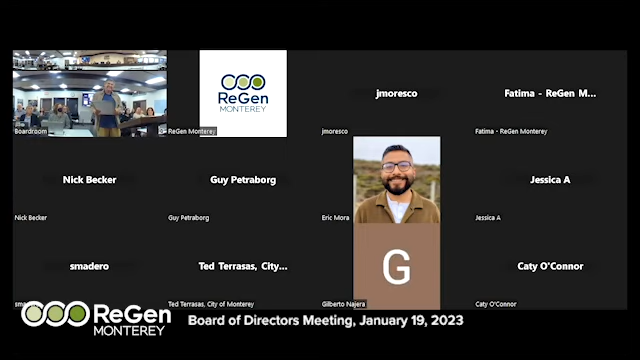 Boardroom
ReGen
MONTEREY
ReGen Monterey
jmoresco
jmoresco
Fatima - ReGen M...
Fatima - ReGen Monterey
Nick Becker
Nick Becker
Guy Petraborg
Guy Petraborg
Eric Mora
Jessica A
Jessica A
smadero
Ted Terrasas, City...
Ted Terrasas, City of Monterey
G
Gilberto Najera
Caty O'Connor
Caty O'Connor
ReGen
MONTEREY
Board of Directors Meeting, January 19, 2023